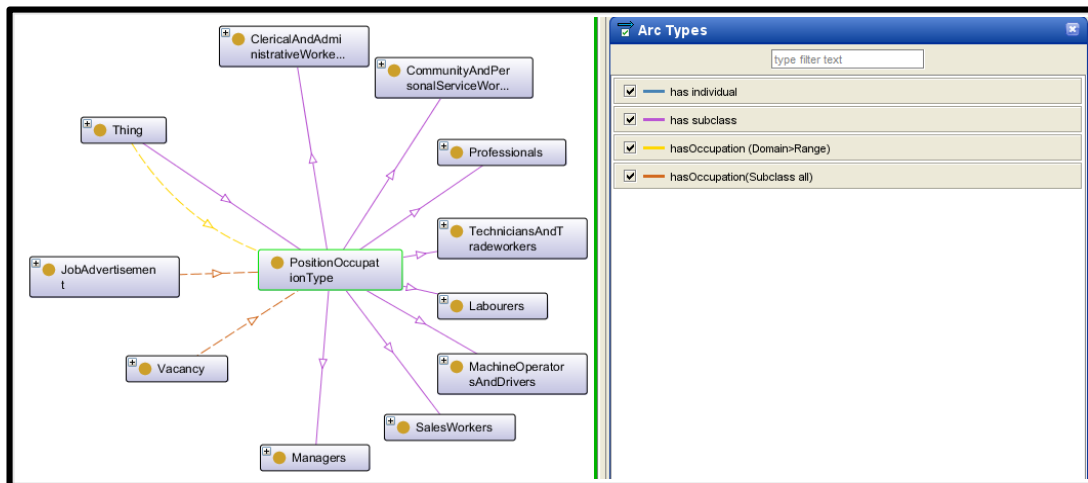 ClericalAndAdmi
nistrativeWorke...
CommunityAndPer
sonalServiceWor...
Thing
Professionals
TechniciansAndT
radeworkers
PositionOccupat
ionType
JobAdvertisemen
t
Labourers
Vacancy
MachineOperator
sAndDrivers
SalesWorkers
Managers
Arc Types
type filter text
has individual
has subclass
hasOccupation (Domain>Range)
hasOccupation(Subclass all)